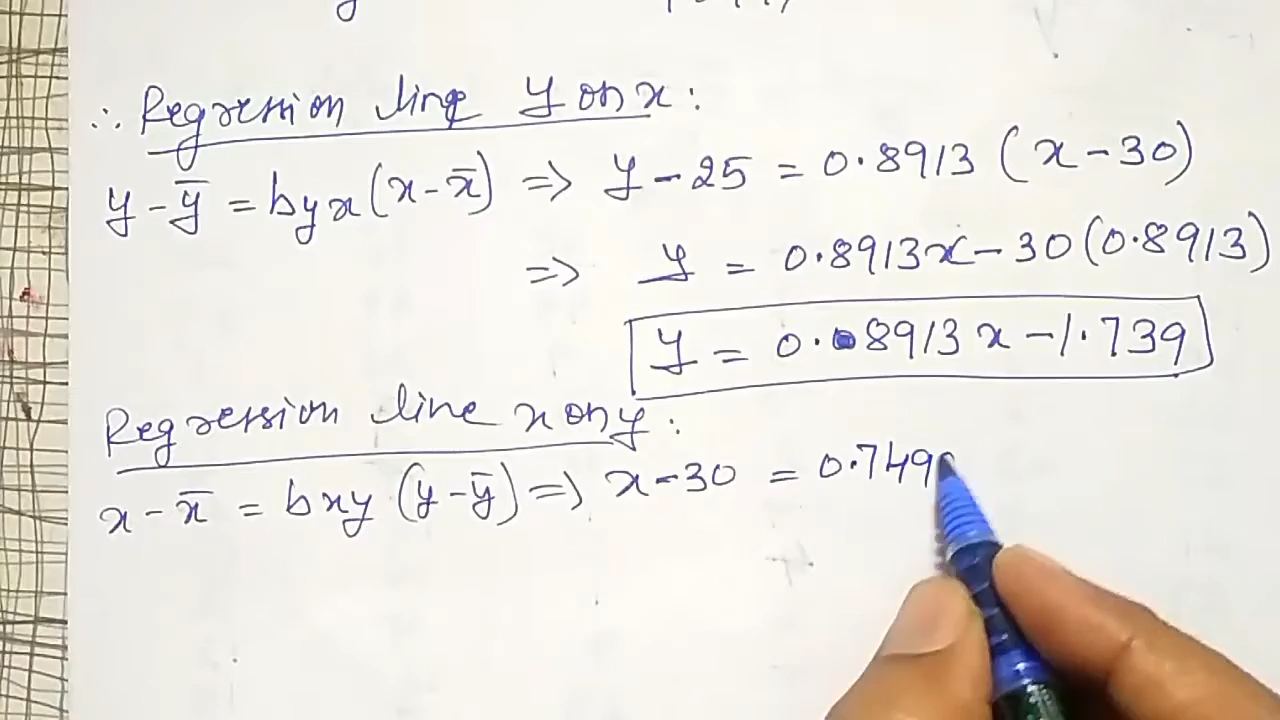 ∴ Regression line y on x:
y - ȳ = byx (x - x̄) => y - 25 = 0.8913 (x - 30)
=> y = 0.8913x - 30(0.8913)
y = 0.8913x - 1.739
Regression line x on y:
x - x̄ = bxy (y - ȳ) => x - 30 = 0.749